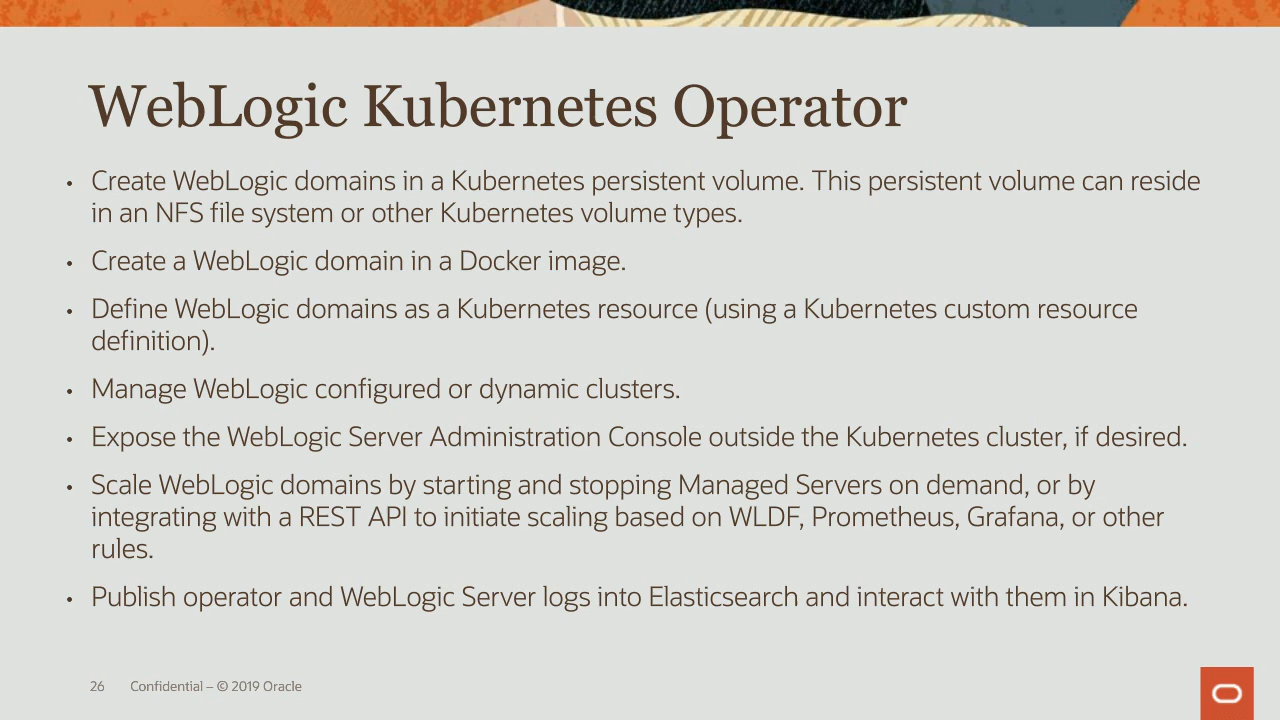 WebLogic Kubernetes Operator
• Create WebLogic domains in a Kubernetes persistent volume. This persistent volume can reside
in an NFS file system or other Kubernetes volume types.
• Create a WebLogic domain in a Docker image.
• Define WebLogic domains as a Kubernetes resource (using a Kubernetes custom resource
definition).
• Manage WebLogic configured or dynamic clusters.
• Expose the WebLogic Server Administration Console outside the Kubernetes cluster, if desired.
• Scale WebLogic domains by starting and stopping Managed Servers on demand, or by
integrating with a REST API to initiate scaling based on WLDF, Prometheus, Grafana, or other
rules.
• Publish operator and WebLogic Server logs into Elasticsearch and interact with them in Kibana.
26 Confidential – © 2019 Oracle